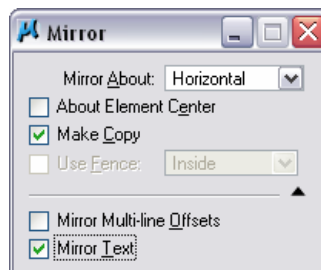 Mirror
Mirror About: Horizontal
About Element Center
Make Copy
Use Fence: Inside
Mirror Multi-line Offsets
Mirror Text